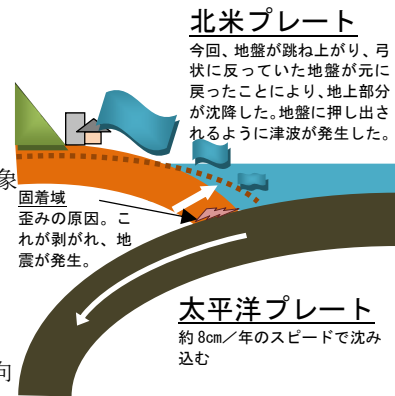 北米プレート
今回、地盤が跳ね上がり、弓
状に反っていた地盤が元に
戻ったことにより、地上部分
が沈降した。地盤に押し出さ
れるように津波が発生した。
象
固着域
歪みの原因。こ
れが剥がれ、地
震が発生。
太平洋プレート
約8cm／年のスピードで沈み
込む
向